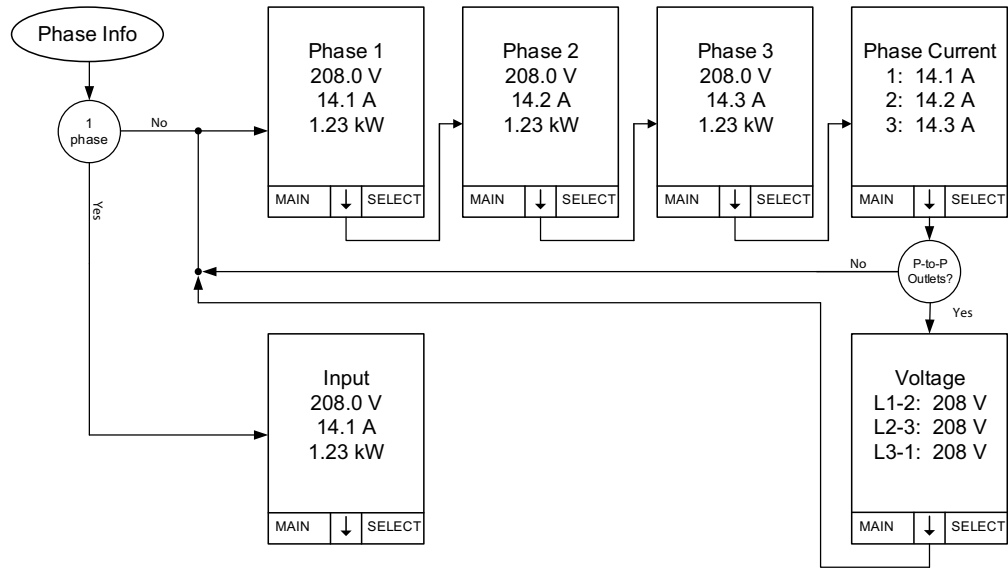 Phase Info
1
phase
No
Yes
Phase 1
208.0 V
14.1 A
1.23 kW
MAIN ↓ SELECT
Phase 2
208.0 V
14.2 A
1.23 kW
MAIN ↓ SELECT
Phase 3
208.0 V
14.3 A
1.23 kW
MAIN ↓ SELECT
Phase Current
1: 14.1 A
2: 14.2 A
3: 14.3 A
MAIN ↓ SELECT
P-to-P
Outlets?
No
Yes
Input
208.0 V
14.1 A
1.23 kW
MAIN ↓ SELECT
Voltage
L1-2: 208 V
L2-3: 208 V
L3-1: 208 V
MAIN ↓ SELECT